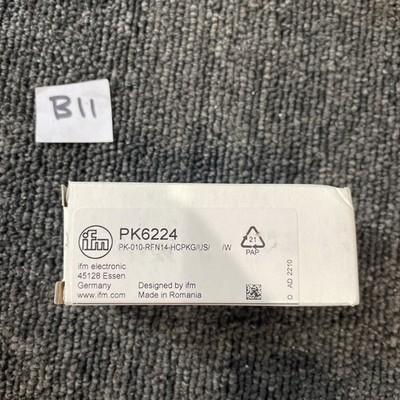 B11
ifm
PK6224
PK-010-RFN14-HCPKG/US/ /W
ifm electronic
45128 Essen
Germany
www.ifm.com
Designed by ifm
Made in Romania
21
PAP
O AD 2210